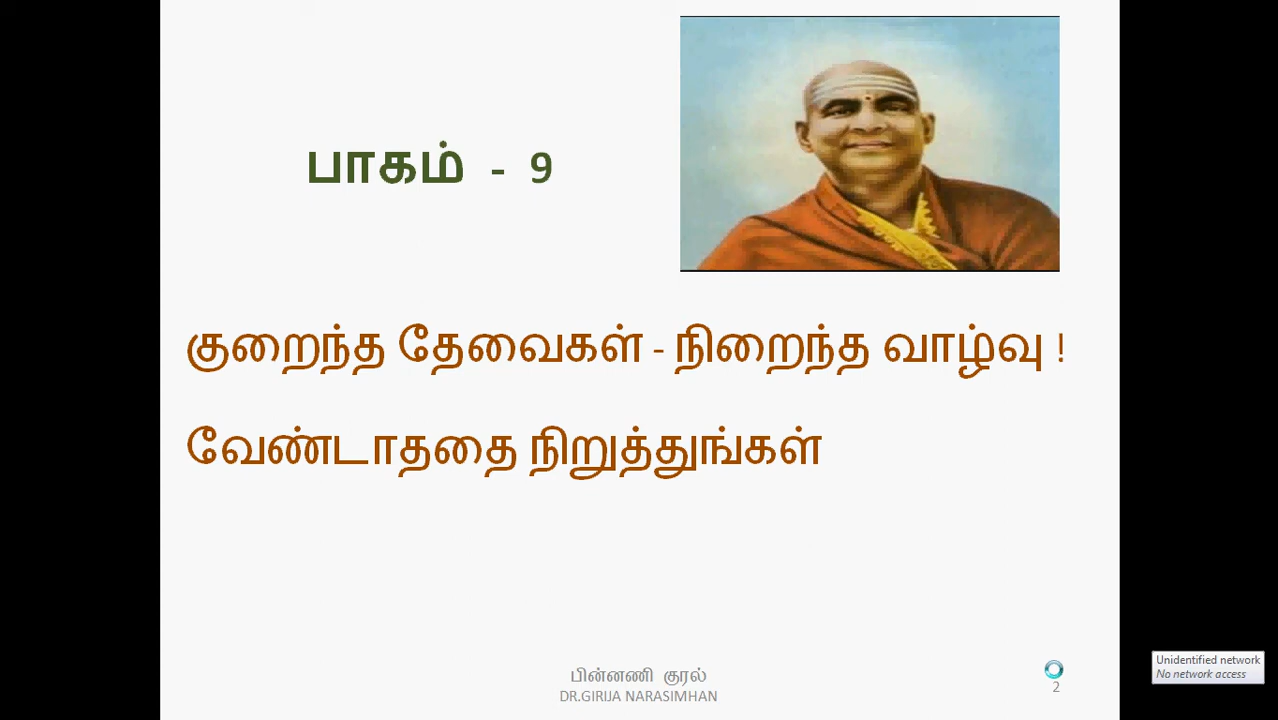 பாகம் - 9
குறைந்த தேவைகள் - நிறைந்த வாழ்வு !
வேண்டாததை நிறுத்துங்கள்
பின்னணி குரல்
DR.GIRIJA NARASIMHAN
2
Unidentified network
No network access